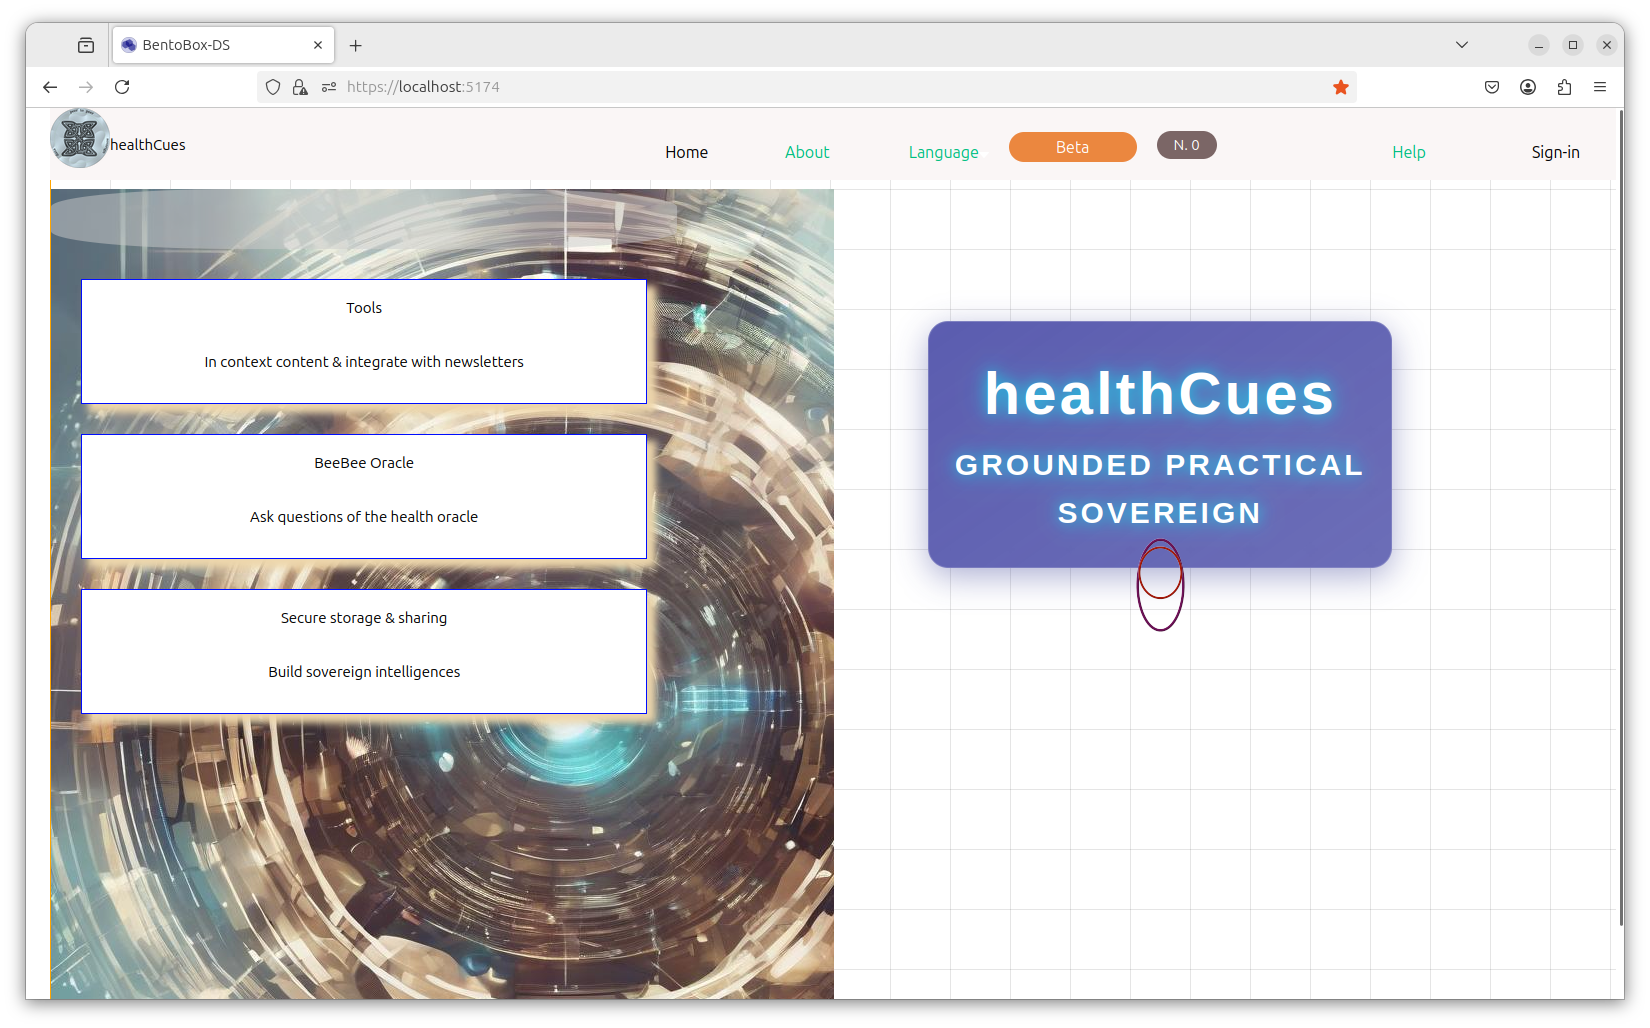 BentoBox-DS
https://localhost:5174
healthCues
Home
About
Language
Beta
N. 0
Help
Sign-in
Tools
In context content & integrate with newsletters
BeeBee Oracle
Ask questions of the health oracle
Secure storage & sharing
Build sovereign intelligences
healthCues
GROUNDED PRACTICAL
SOVEREIGN